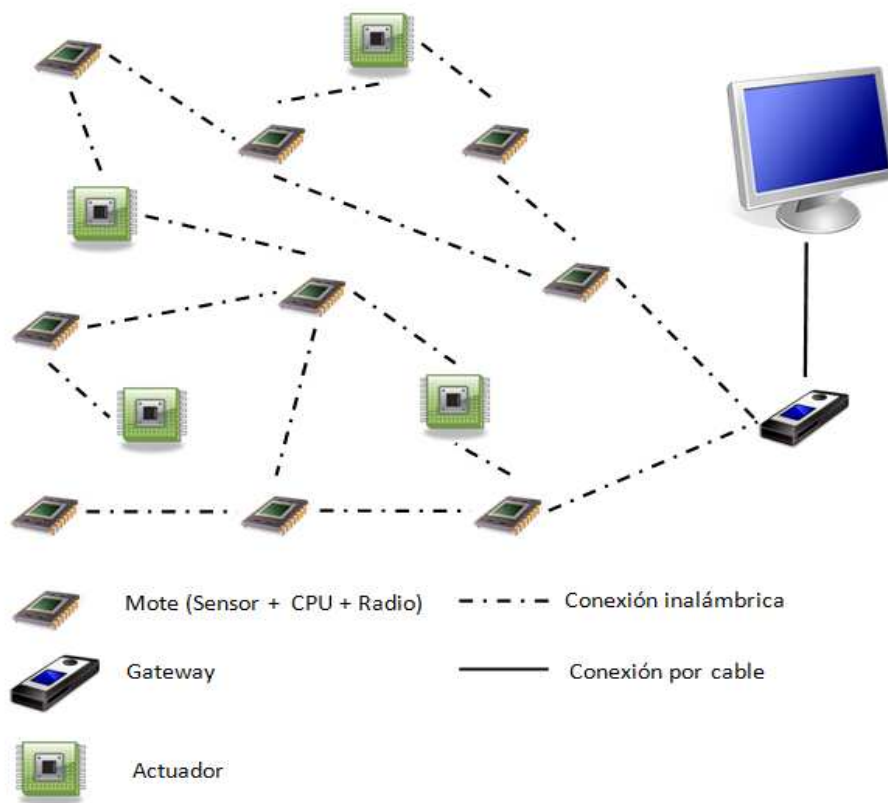 Mote (Sensor + CPU + Radio)
Conexión inalámbrica
Gateway
Conexión por cable
Actuador